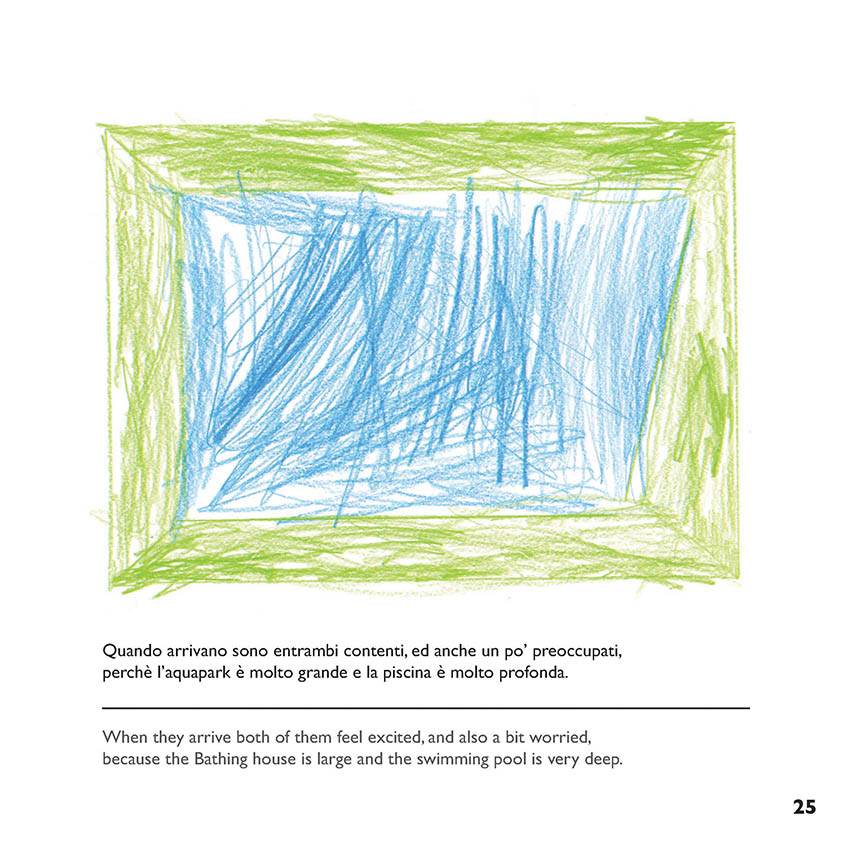 Quando arrivano sono entrambi contenti, ed anche un po’ preoccupati,
perchè l’aquapark è molto grande e la piscina è molto profonda.
When they arrive both of them feel excited, and also a bit worried,
because the Bathing house is large and the swimming pool is very deep.
25